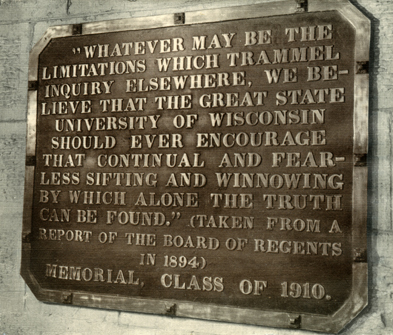 "WHATEVER MAY BE THE
LIMITATIONS WHICH TRAMMEL
INQUIRY ELSEWHERE, WE BE-
LIEVE THAT THE GREAT STATE
UNIVERSITY OF WISCONSIN
SHOULD EVER ENCOURAGE
THAT CONTINUAL AND FEAR-
LESS SIFTING AND WINNOWING
BY WHICH ALONE THE TRUTH
CAN BE FOUND." (TAKEN FROM A
REPORT OF THE BOARD OF REGENTS
IN 1894)
MEMORIAL, CLASS OF 1910.